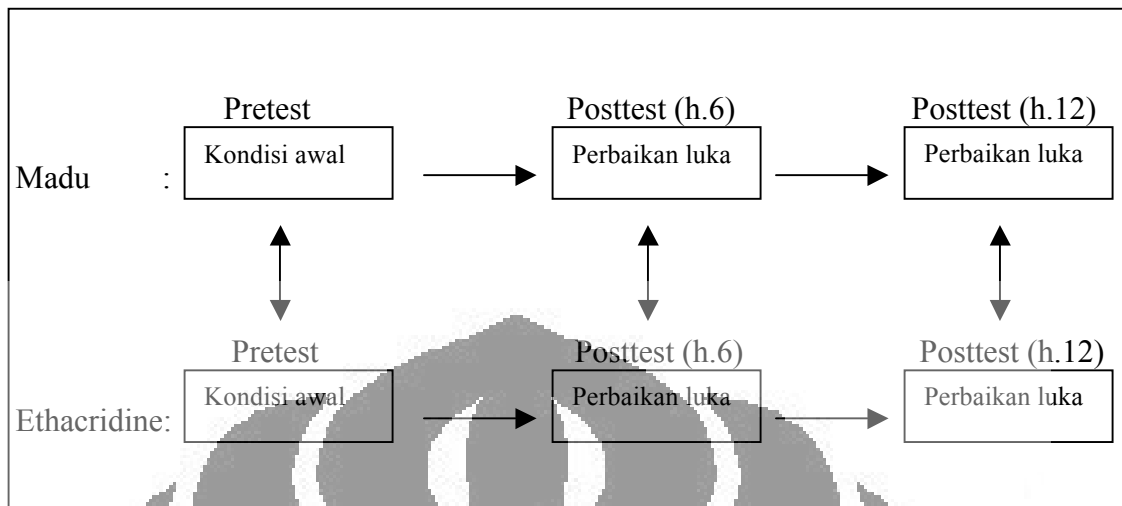 Pretest Posttest (h.6) Posttest (h.12)
Kondisi awal Perbaikan luka Perbaikan luka
Madu :
Pretest Posttest (h.6) Posttest (h.12)
Kondisi awal Perbaikan luka Perbaikan luka
Ethacridine: